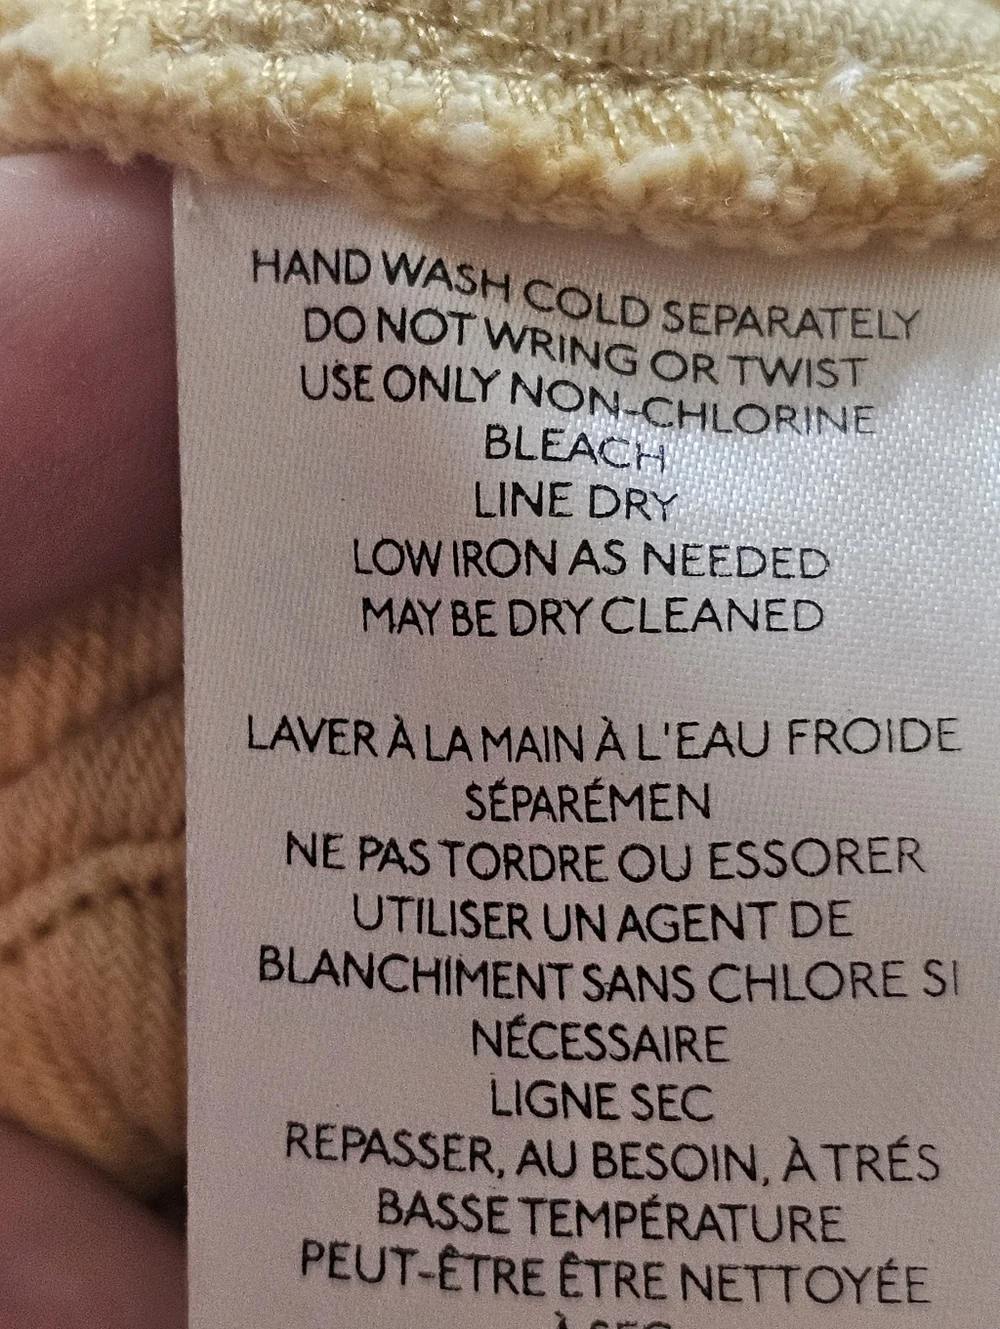 HAND WASH COLD SEPARATELY
DO NOT WRING OR TWIST
USE ONLY NON-CHLORINE
BLEACH
LINE DRY
LOW IRON AS NEEDED
MAY BE DRY CLEANED
LAVER À LA MAIN À L'EAU FROIDE
SÉPARÉMEN
NE PAS TORDRE OU ESSORER
UTILISER UN AGENT DE
BLANCHIMENT SANS CHLORE SI
NÉCESSAIRE
LIGNE SEC
REPASSER, AU BESOIN, À TRÉS
BASSE TEMPÉRATURE
PEUT-ÊTRE ÊTRE NETTOYÉE
À SEC